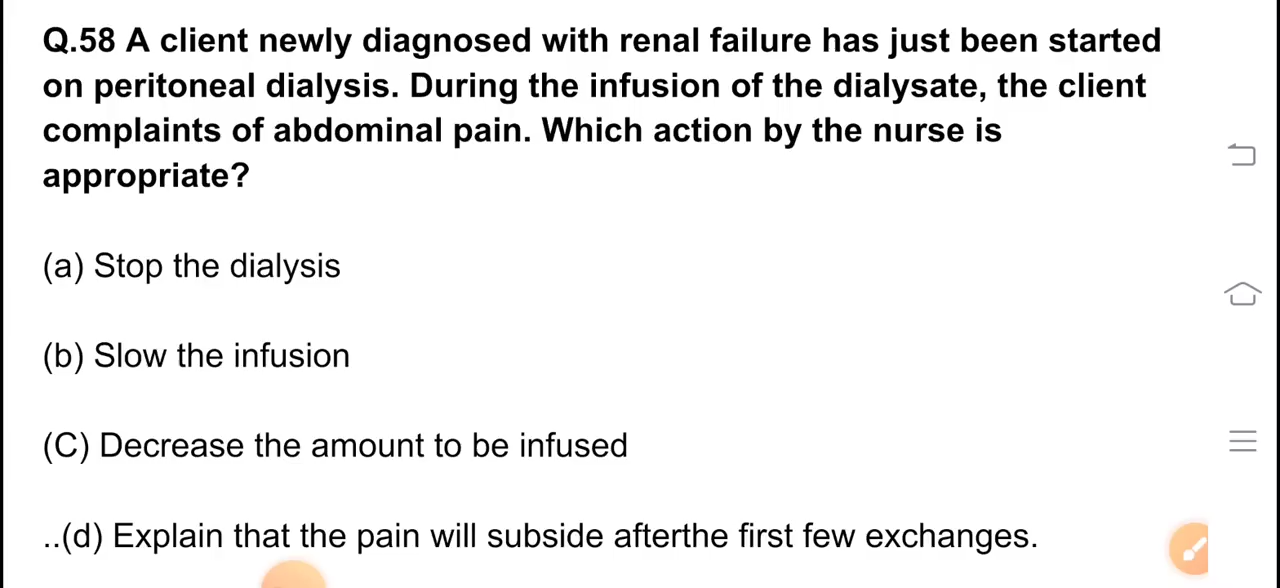 Q.58 A client newly diagnosed with renal failure has just been started
on peritoneal dialysis. During the infusion of the dialysate, the client
complaints of abdominal pain. Which action by the nurse is
appropriate?
(a) Stop the dialysis
(b) Slow the infusion
(C) Decrease the amount to be infused
..(d) Explain that the pain will subside afterthe first few exchanges.